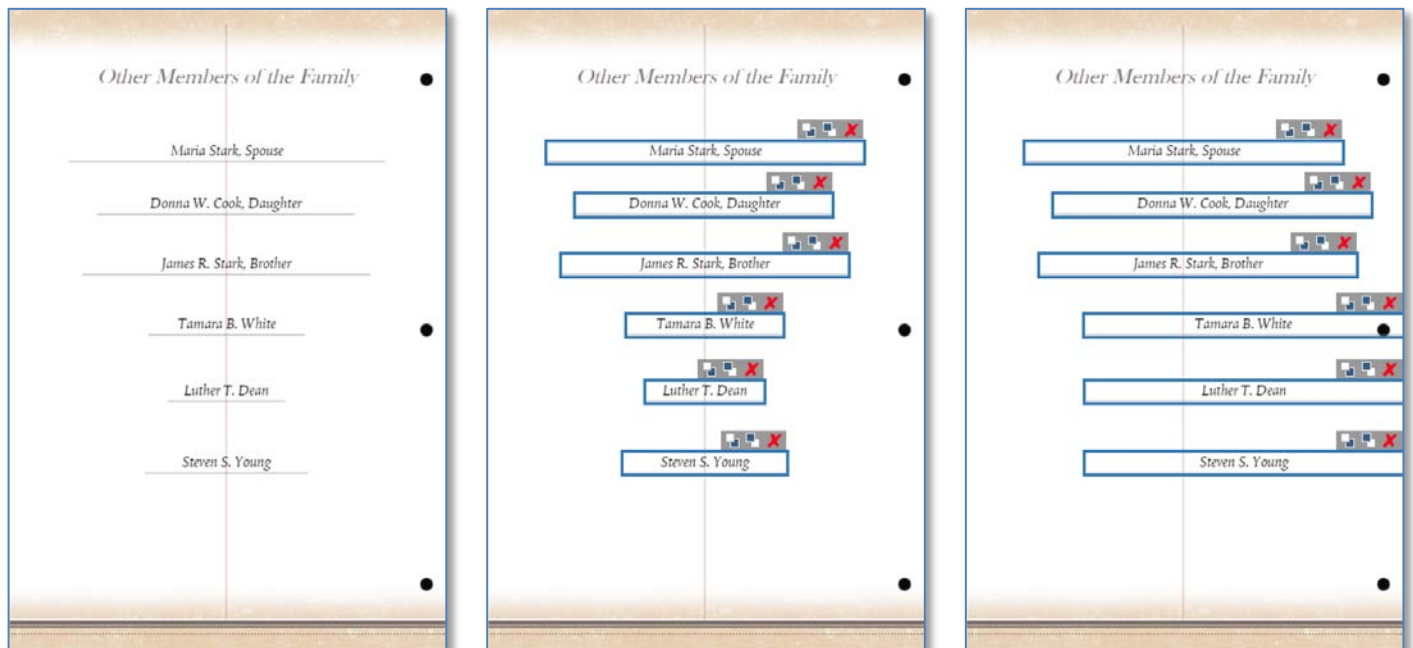 Other Members of the Family
Maria Stark, Spouse
Donna W. Cook, Daughter
James R. Stark, Brother
Tamara B. White
Luther T. Dean
Steven S. Young
Other Members of the Family
Maria Stark, Spouse
Donna W. Cook, Daughter
James R. Stark, Brother
Tamara B. White
Luther T. Dean
Steven S. Young
Other Members of the Family
Maria Stark, Spouse
Donna W. Cook, Daughter
James R. Stark, Brother
Tamara B. White
Luther T. Dean
Steven S. Young